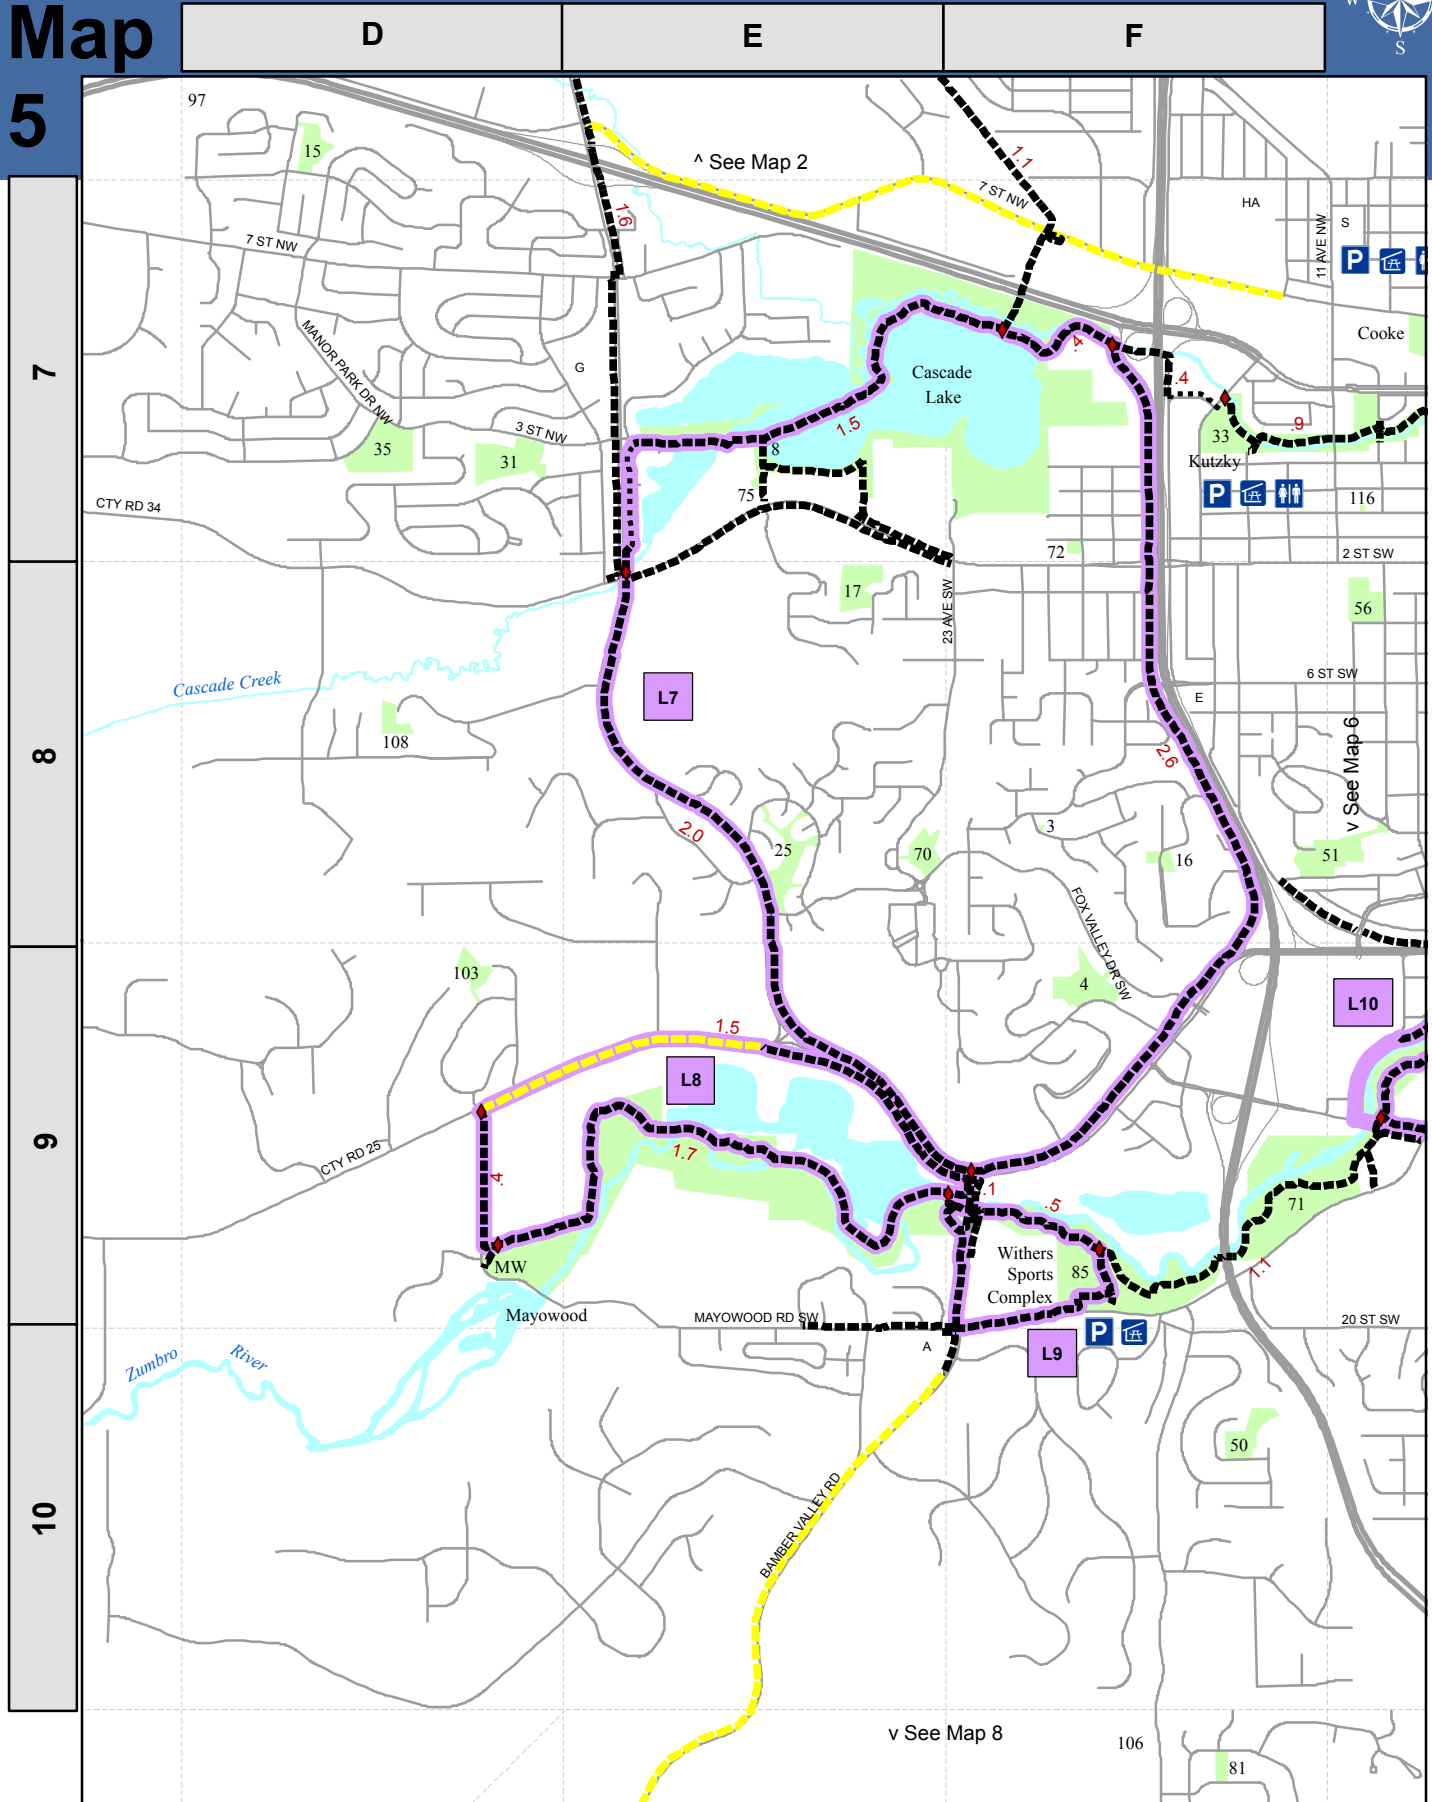 Map
D
E
F
W
S
5
97
15
^ See Map 2
1.1
7 ST NW
HA
S
11 AVE NW
P
1.6
7 ST NW
MANOR PARK DR NW
7
G
Cascade
Lake
.4
.4
Cooke
1.5
.9
33
Kutzky
3 ST NW
35
31
8
75
P
116
CTY RD 34
72
2 ST SW
17
56
23 AVE SW
Cascade Creek
L7
6 ST SW
E
108
8
2.6
v See Map 6
2.0
25
70
3
16
51
FOX VALLEY DR SW
103
4
L10
1.5
L8
9
CTY RD 25
1.7
.4
.1
.5
71
Withers
Sports
Complex
85
1.1
MW
Mayowood
MAYOWOOD RD SW
P
20 ST SW
A
L9
Zumbro
River
50
10
BAMBER VALLEY RD
v See Map 8
106
81